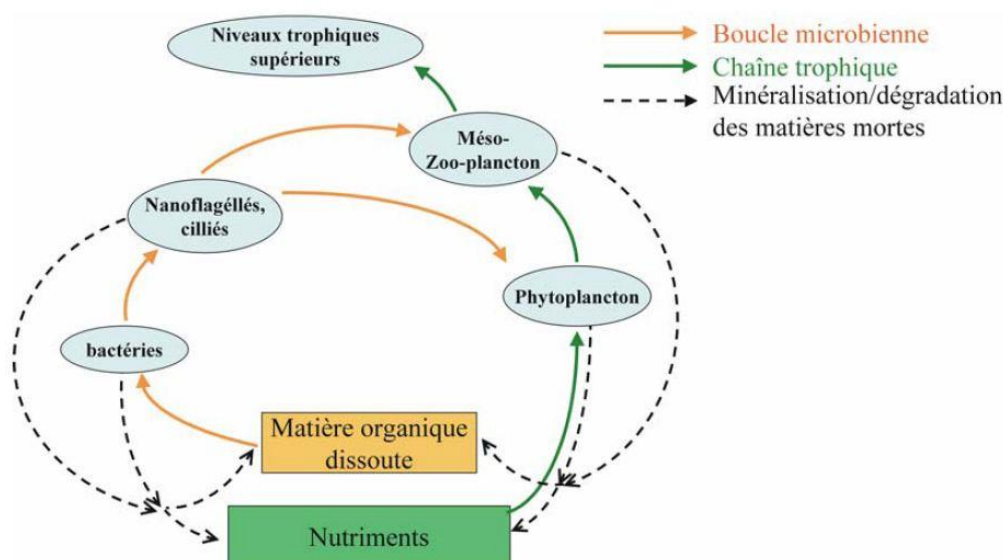 Niveaux trophiques
supérieurs
Boucle microbienne
Chaîne trophique
Minéralisation/dégradation
des matières mortes
Méso-
Zoo-plancton
Nanoflagéllés,
cilliés
Phytoplancton
bactéries
Matière organique
dissoute
Nutriments